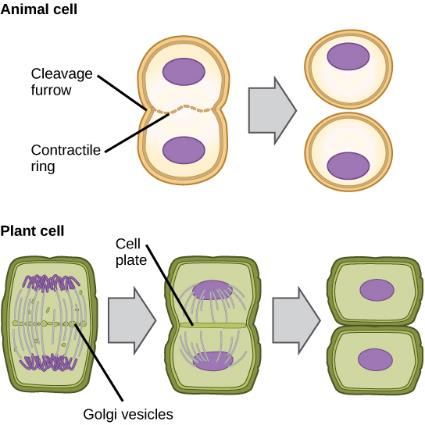 Animal cell
Cleavage
furrow
Contractile
ring
Plant cell
Cell
plate
Golgi vesicles